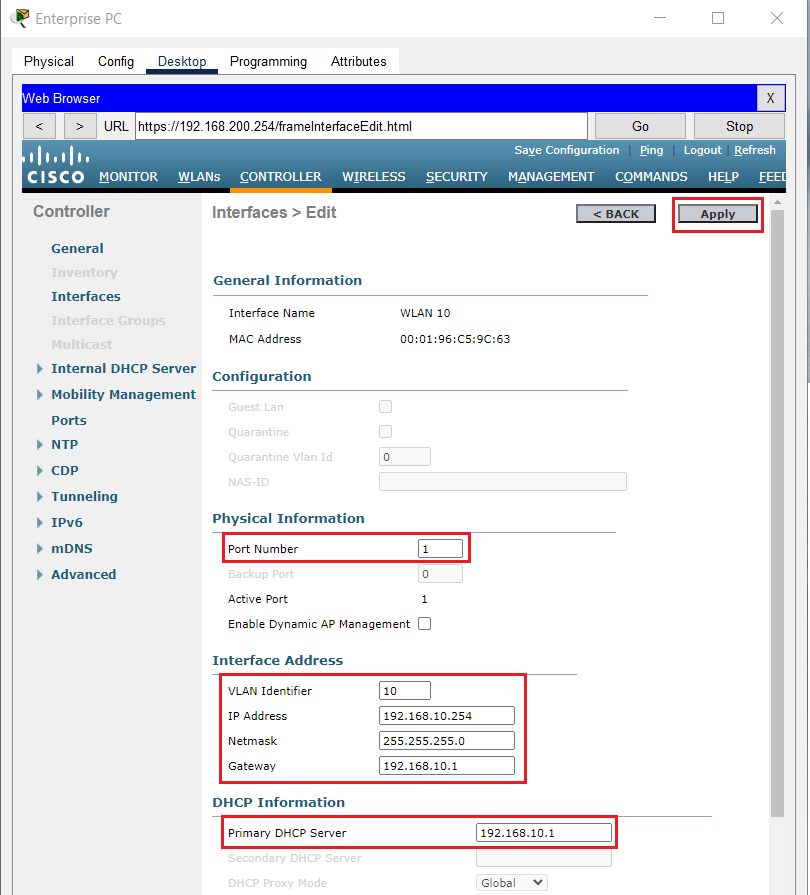 Enterprise PC
Physical Config Desktop Programming Attributes
Web Browser X
< > URL https://192.168.200.254/frameInterfaceEdit.html Go Stop
Save Configuration | Ping | Logout | Refresh
CISCO MONITOR WLANs CONTROLLER WIRELESS SECURITY MANAGEMENT COMMANDS HELP FEED
Controller
General
Inventory
Interfaces
Interface Groups
Multicast
Internal DHCP Server
Mobility Management
Ports
NTP
CDP
Tunneling
IPv6
mDNS
Advanced
Interfaces > Edit < BACK Apply
General Information
Interface Name WLAN 10
MAC Address 00:01:96:C5:9C:63
Configuration
Guest Lan
Quarantine
Quarantine Vlan Id 0
NAS-ID
Physical Information
Port Number 1
Backup Port 0
Active Port 1
Enable Dynamic AP Management
Interface Address
VLAN Identifier 10
IP Address 192.168.10.254
Netmask 255.255.255.0
Gateway 192.168.10.1
DHCP Information
Primary DHCP Server 192.168.10.1
Secondary DHCP Server
DHCP Proxy Mode Global